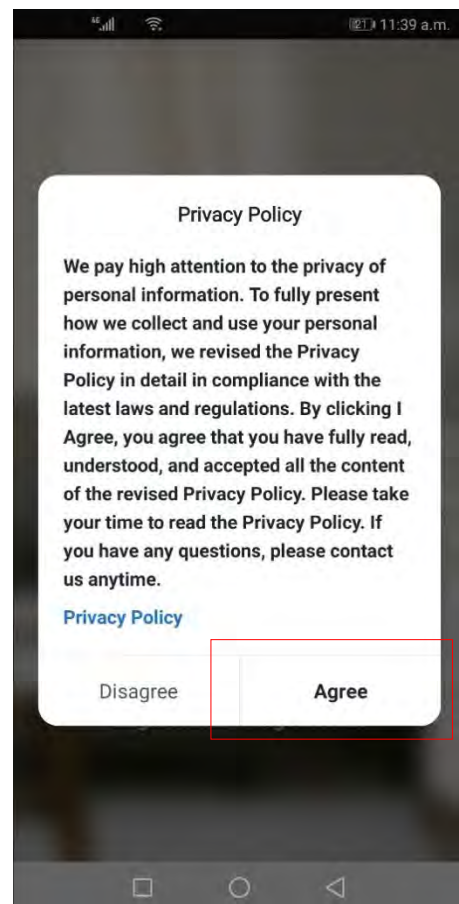 11:39 a.m.
Privacy Policy
We pay high attention to the privacy of
personal information. To fully present
how we collect and use your personal
information, we revised the Privacy
Policy in detail in compliance with the
latest laws and regulations. By clicking I
Agree, you agree that you have fully read,
understood, and accepted all the content
of the revised Privacy Policy. Please take
your time to read the Privacy Policy. If
you have any questions, please contact
us anytime.
Privacy Policy
Disagree Agree